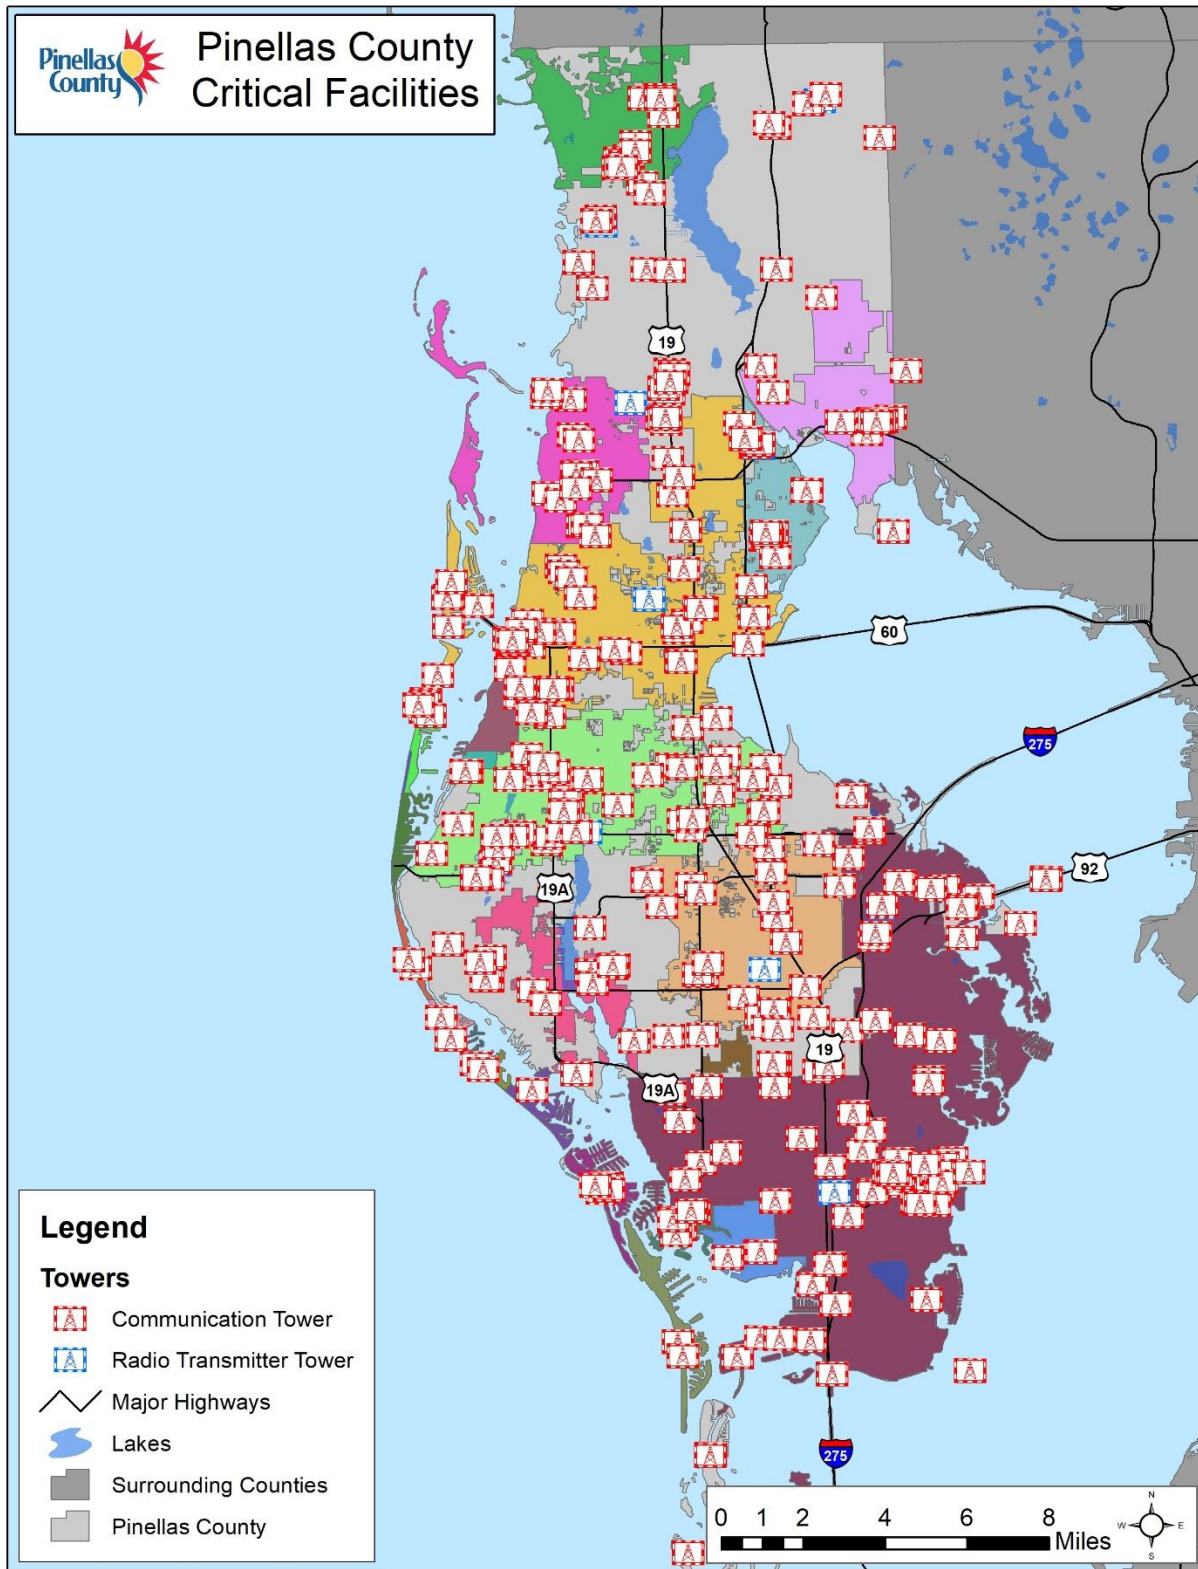 Pinellas
County
Pinellas County
Critical Facilities
19
60
275
92
19A
19
19A
275
Legend
Towers
Communication Tower
Radio Transmitter Tower
Major Highways
Lakes
Surrounding Counties
Pinellas County
0 1 2 4 6 8
Miles
N
W E
S